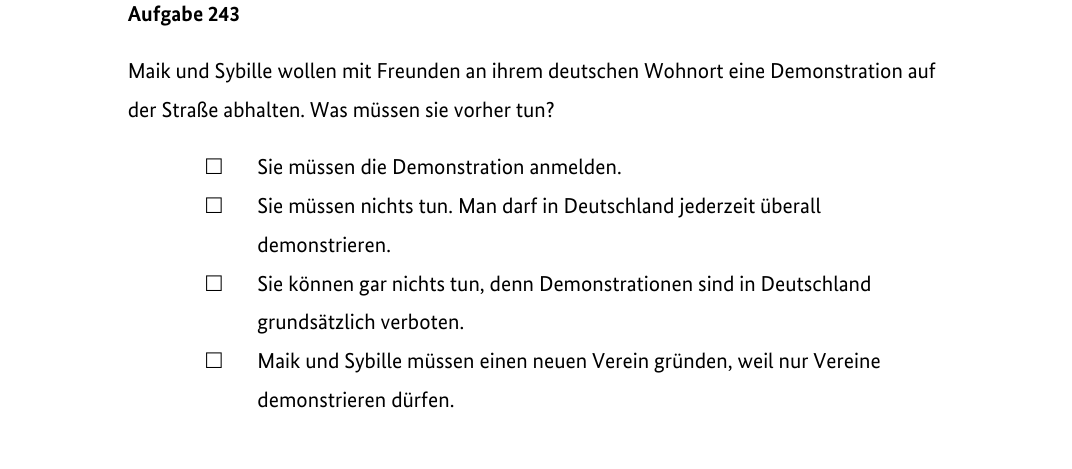 Aufgabe 243
Maik und Sybille wollen mit Freunden an ihrem deutschen Wohnort eine Demonstration auf
der Straße abhalten. Was müssen sie vorher tun?
☐ Sie müssen die Demonstration anmelden.
☐ Sie müssen nichts tun. Man darf in Deutschland jederzeit überall
demonstrieren.
☐ Sie können gar nichts tun, denn Demonstrationen sind in Deutschland
grundsätzlich verboten.
☐ Maik und Sybille müssen einen neuen Verein gründen, weil nur Vereine
demonstrieren dürfen.